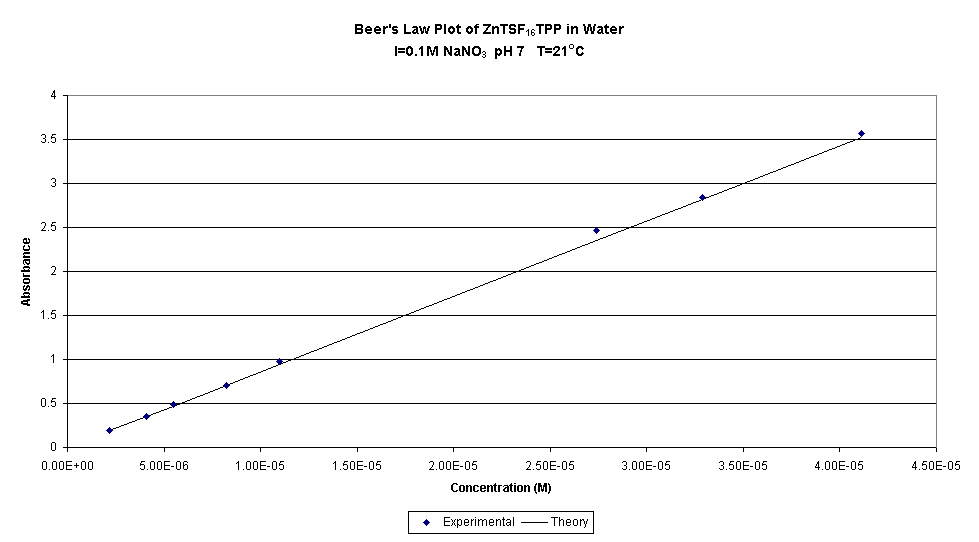 Beer's Law Plot of ZnTSF₁₆TPP in Water
I=0.1M NaNO₃ pH 7 T=21°C
4
3.5
3
2.5
2
1.5
1
0.5
0
Absorbance
0.00E+00 5.00E-06 1.00E-05 1.50E-05 2.00E-05 2.50E-05 3.00E-05 3.50E-05 4.00E-05 4.50E-05
Concentration (M)
Experimental Theory